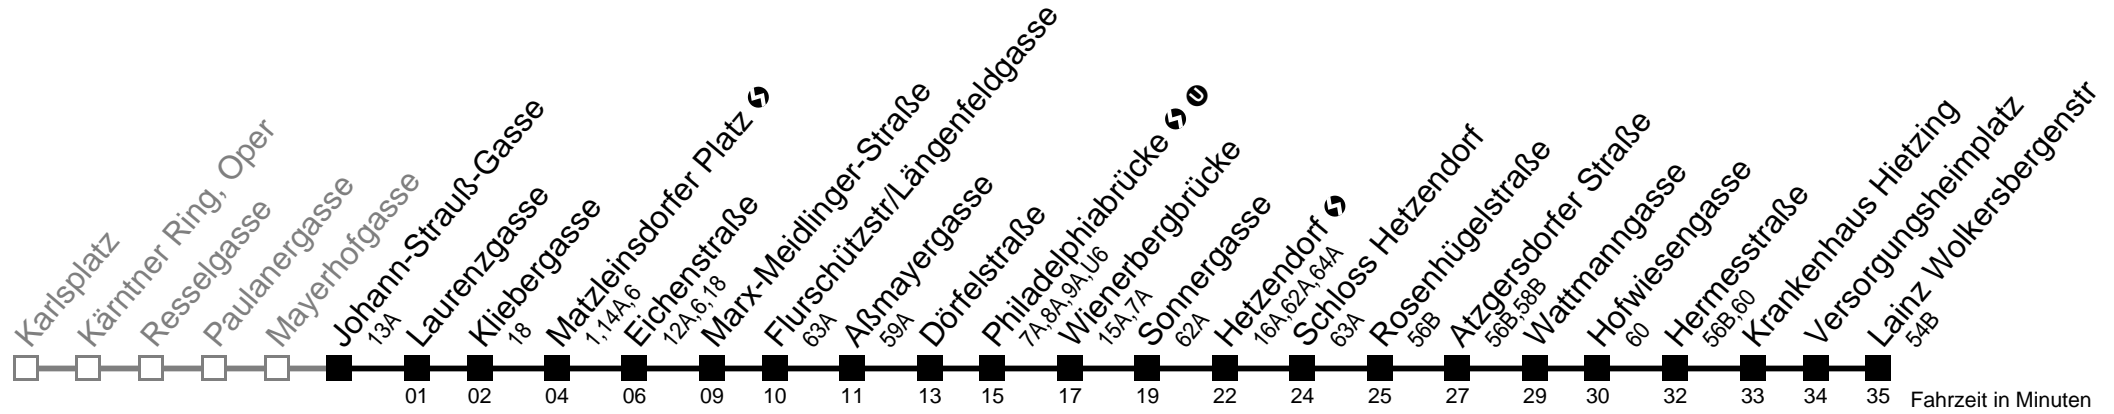 Karlsplatz
Kärntner Ring, Oper
Resselgasse
Paulanergasse
Mayerhofgasse
Johann-Strauß-Gasse
13A
Laurenzgasse
Kliebergasse
18
Matzleinsdorfer Platz
1,14A,6
Eichenstraße
12A,6,18
Marx-Meidlinger-Straße
Flurschützstr/Längenfeldgasse
63A
Aßmayergasse
59A
Dörfelstraße
Philadelphiabrücke U
7A,8A,9A,U6
Wienerbergbrücke
15A,7A
Sonnergasse
62A
Hetzendorf
16A,62A,64A
Schloss Hetzendorf
63A
Rosenhügelstraße
56B
Atzgersdorfer Straße
56B,58B
Wattmanngasse
Hofwiesengasse
60
Hermesstraße
56B,60
Krankenhaus Hietzing
Versorgungsheimplatz
Lainz Wolkersbergenstr
54B
01 02 04 06 09 10 11 13 15 17 19 22 24 25 27 29 30 32 33 34 35 Fahrzeit in Minuten